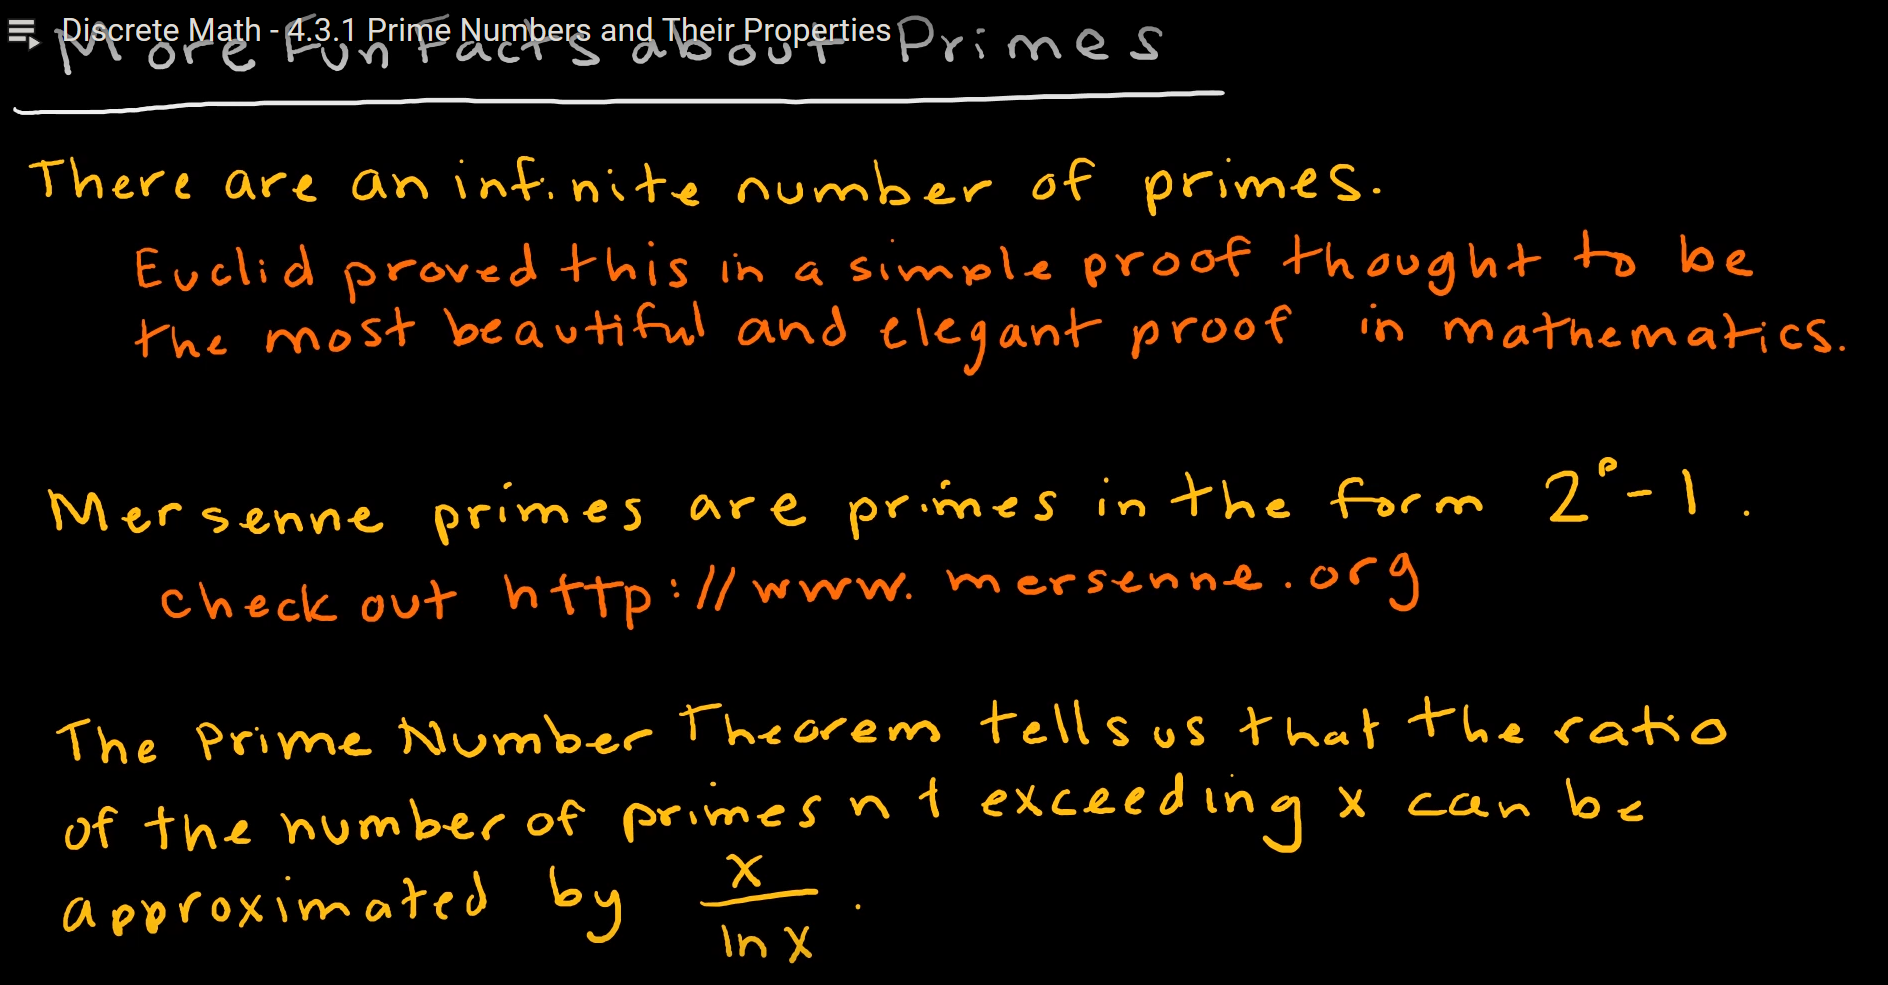 Discrete Math - 4.3.1 Prime Numbers and Their Properties
More Fun Facts about Primes
There are an infinite number of primes.
Euclid proved this in a simple proof thought to be
the most beautiful and elegant proof in mathematics.
Mersenne primes are primes in the form 2ᵖ-1.
check out http://www.mersenne.org
The Prime Number Theorem tells us that the ratio
of the number of primes nt exceeding x can be
approximated by x/ln x.